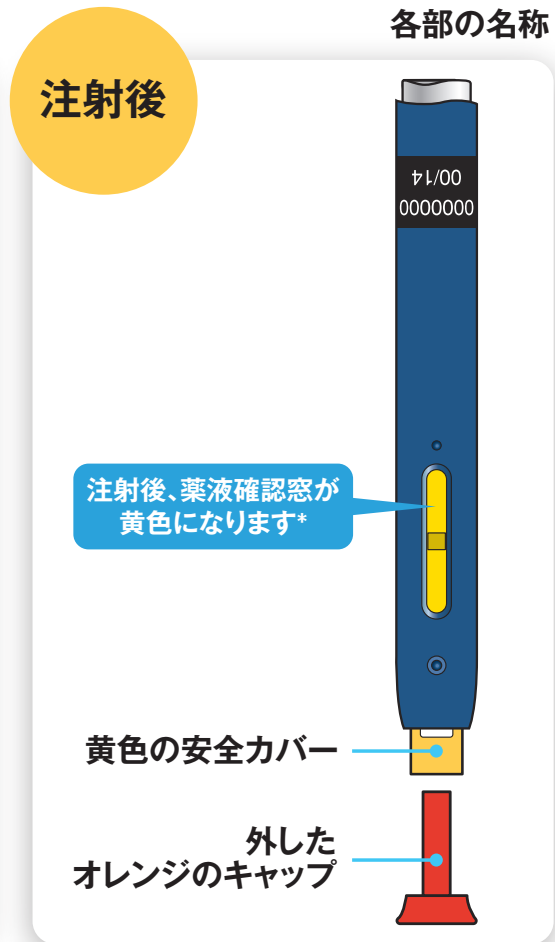 各部の名称
注射後
00/14
0000000
注射後、薬液確認窓が
黄色になります*
黄色の安全カバー
外した
オレンジのキャップ